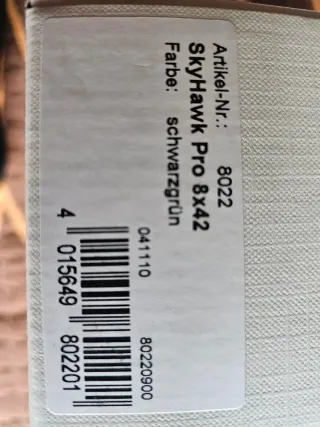 Artikel-Nr.: 8022
SkyHawk Pro 8x42
Farbe: schwarzgrün
041110 80220900
4 015649 802201